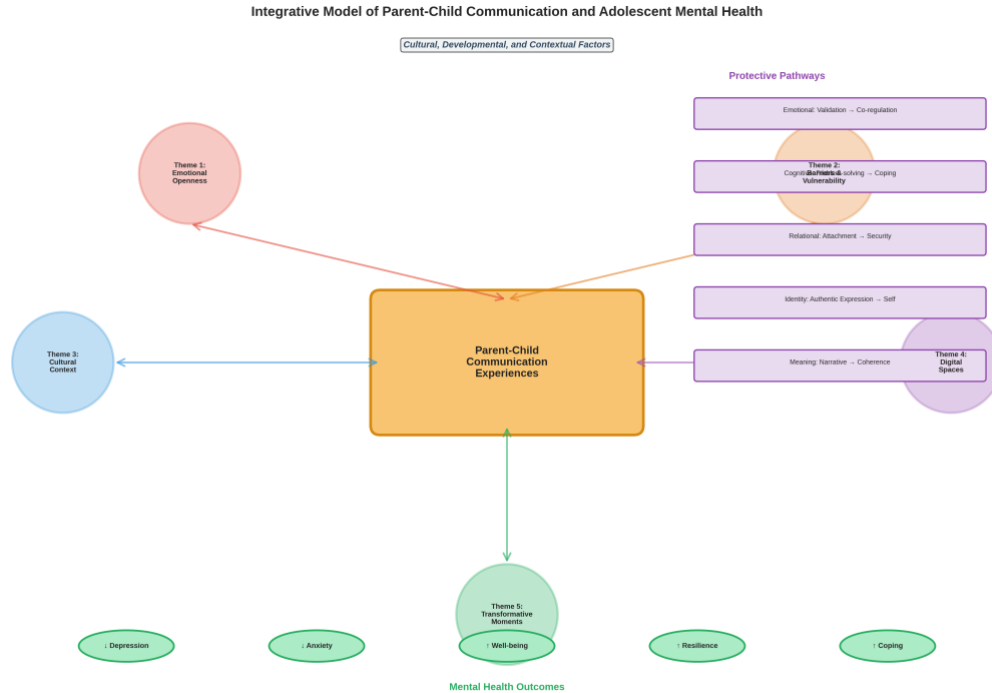 Integrative Model of Parent-Child Communication and Adolescent Mental Health
Cultural, Developmental, and Contextual Factors
Protective Pathways
Emotional: Validation → Co-regulation
Theme 1:
Emotional
Openness
Theme 2:
Vulnerability
→ Coping
Relational: Attachment → Security
Identity: Authentic Expression → Self
Parent-Child
Communication
Experiences
Theme 3:
Cultural
Context
Meaning: Narrative → Coherence
Theme 4:
Digital
Spaces
Theme 5:
Transformative
Moments
↓ Depression
↓ Anxiety
↑ Well-being
↑ Resilience
↑ Coping
Mental Health Outcomes